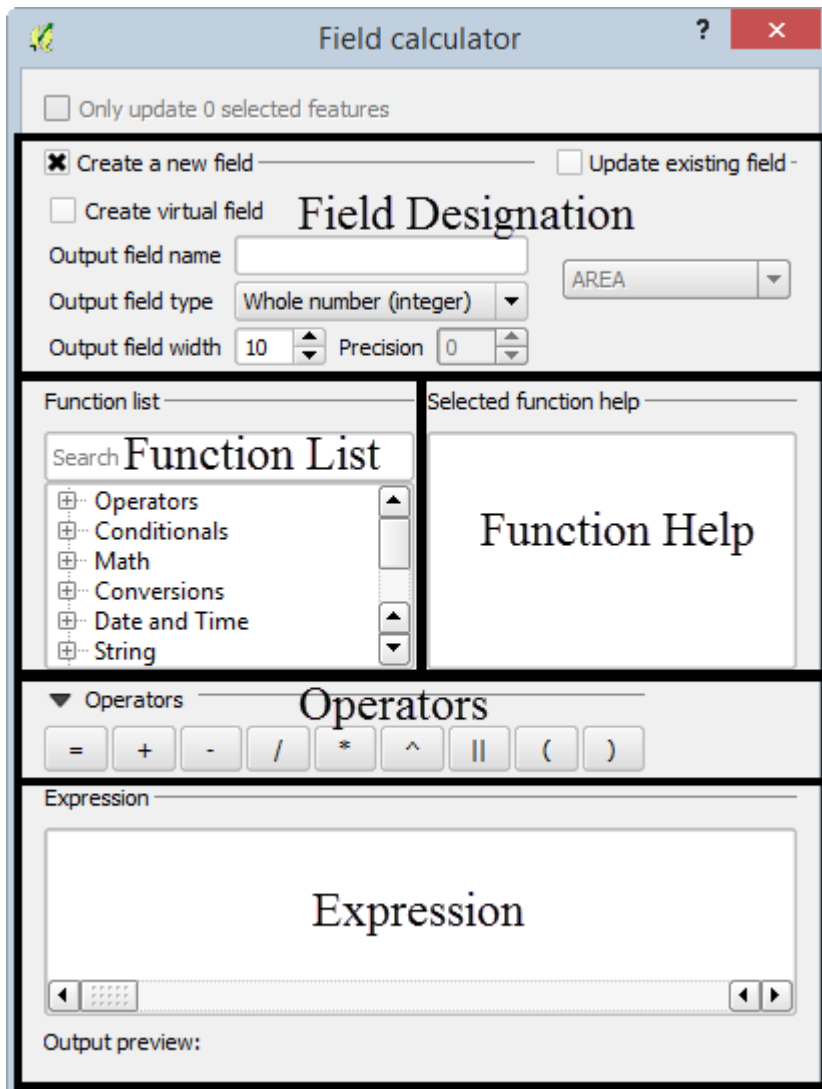 Field calculator ? ×
Only update 0 selected features
Create a new field Update existing field
Create virtual field
Field Designation
Output field name
AREA
Output field type Whole number (integer)
Output field width 10 Precision 0
Function list
Search Function List
Operators
Conditionals
Math
Conversions
Date and Time
String
Selected function help
Function Help
Operators
Operators
= + - / * ^ || ( )
Expression
Expression
Output preview: